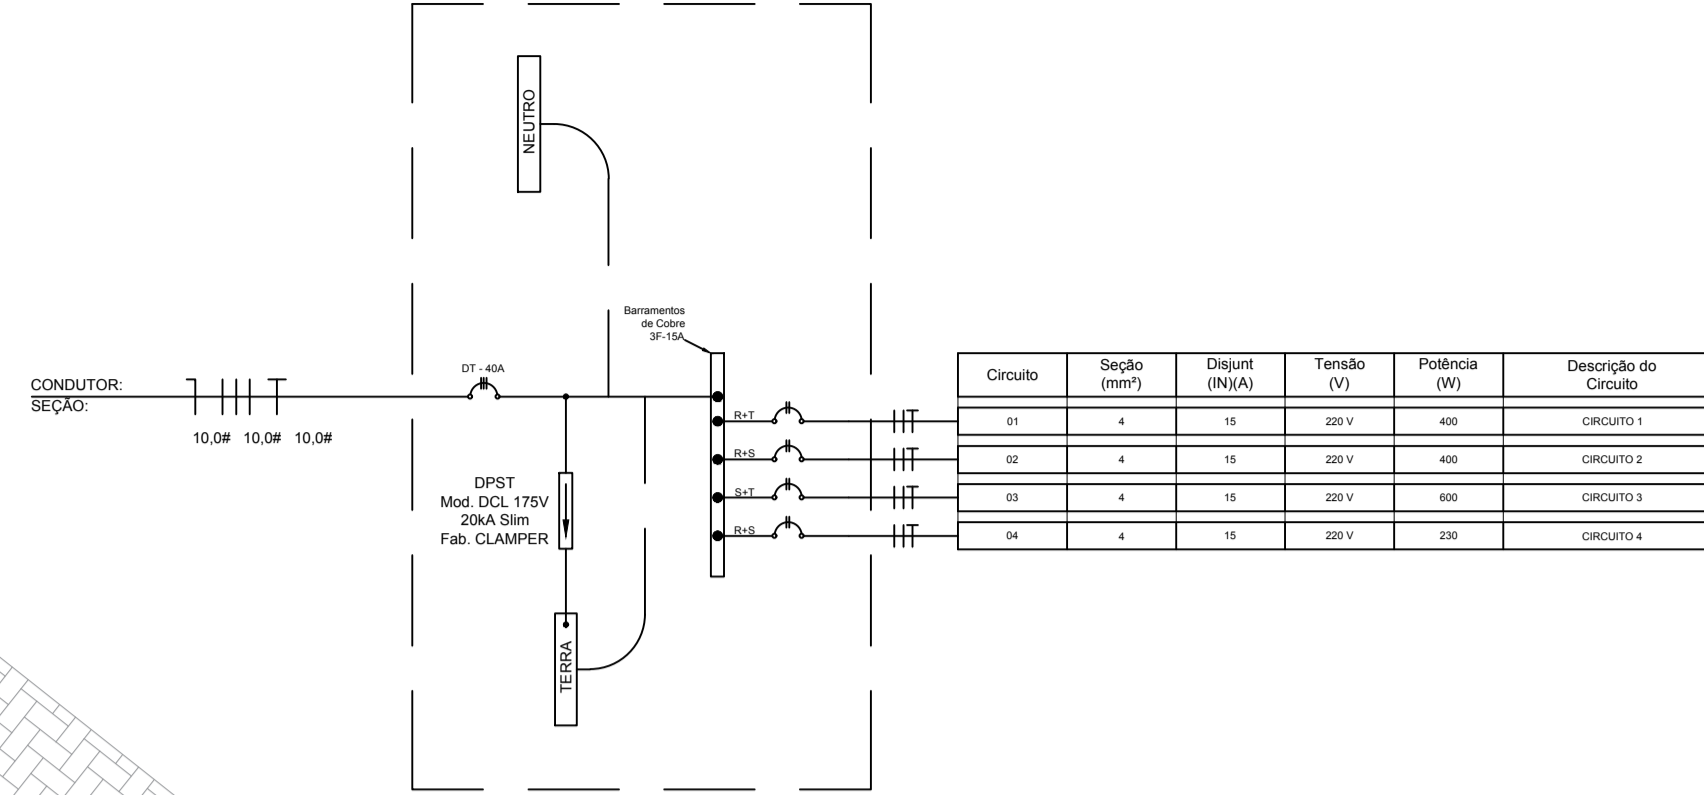 NEUTRO
Barramentos
de Cobre
3F-15A
DT - 40A
CONDUTOR:
SEÇÃO:
10,0# 10,0# 10,0#
DPST
Mod. DCL 175V
20kA Slim
Fab. CLAMPER
TERRA
R+T
R+S
S+T
R+S
Circuito Seção (mm²) Disjunt (IN)(A) Tensão (V) Potência (W) Descrição do Circuito
01 4 15 220 V 400 CIRCUITO 1
02 4 15 220 V 400 CIRCUITO 2
03 4 15 220 V 600 CIRCUITO 3
04 4 15 220 V 230 CIRCUITO 4